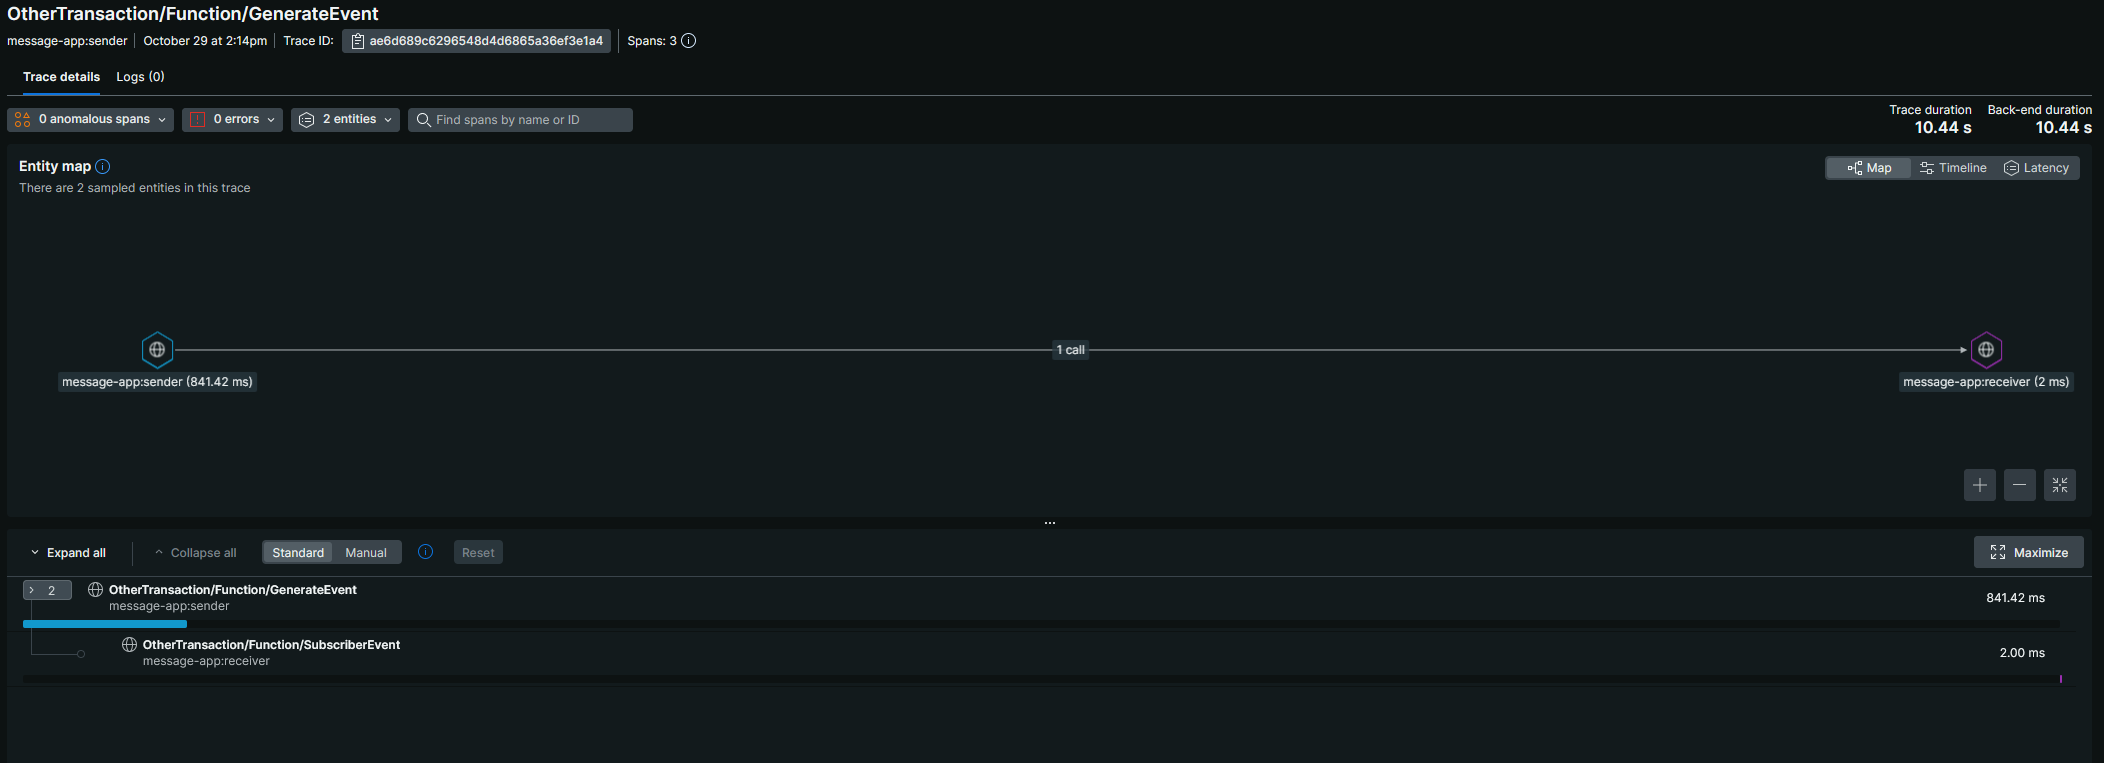 OtherTransaction/Function/GenerateEvent
message-app:sender October 29 at 2:14pm Trace ID: ae6d689c6296548d4d6865a36ef3e1a4 Spans: 3
Trace details Logs (0)
0 anomalous spans 0 errors 2 entities Find spans by name or ID
Trace duration Back-end duration
10.44 s 10.44 s
Entity map
Map Timeline Latency
There are 2 sampled entities in this trace
1 call
message-app:sender (841.42 ms) message-app:receiver (2 ms)
Expand all Collapse all Standard Manual Reset Maximize
2 OtherTransaction/Function/GenerateEvent
message-app:sender
841.42 ms
OtherTransaction/Function/SubscriberEvent
message-app:receiver
2.00 ms